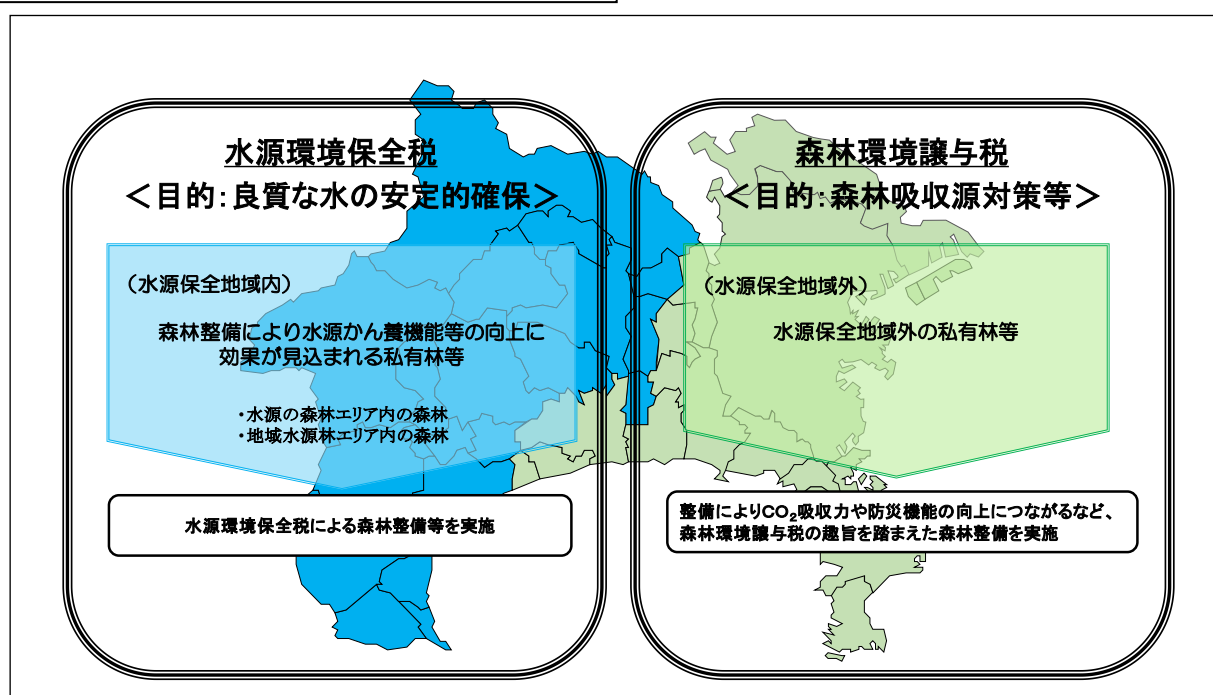 水源環境保全税
＜目的：良質な水の安定的確保＞
（水源保全地域内）
森林整備により水源かん養機能等の向上に
効果が見込まれる私有林等
・水源の森林エリア内の森林
・地域水源林エリア内の森林
水源環境保全税による森林整備等を実施
森林環境譲与税
＜目的：森林吸収源対策等＞
（水源保全地域外）
水源保全地域外の私有林等
整備によりCO₂吸収力や防災機能の向上につながるなど、
森林環境譲与税の趣旨を踏まえた森林整備を実施